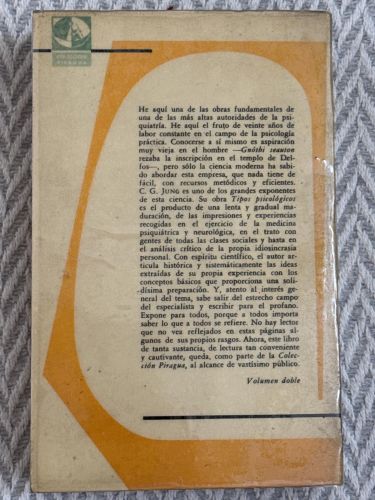 COLECCION
PIRAGUA
He aquí una de las obras fundamentales de
una de las más altas autoridades de la psi-
quiatría. He aquí el fruto de veinte años de
labor constante en el campo de la psicología
práctica. Conocerse a sí mismo es aspiración
muy vieja en el hombre —Gnóthi seauton
rezaba la inscripción en el templo de Del-
fos—, pero sólo la ciencia moderna ha sabi-
do abordar esta empresa, que nada tiene de
fácil, con recursos metódicos y eficientes.
C. G. JUNG es uno de los grandes exponentes
de esta ciencia. Su obra Tipos psicológicos
es el producto de una lenta y gradual ma-
duración, de las impresiones y experiencias
recogidas en el ejercicio de la medicina
psiquiátrica y neurológica, en el trato con
gentes de todas las clases sociales y hasta en
el análisis crítico de la propia idiosincrasia
personal. Con espíritu científico, el autor ar-
ticula histórica y sistemáticamente las ideas
extraídas de su propia experiencia con los
conceptos básicos que proporciona una soli-
dísima preparación. Y, atento al interés ge-
neral del tema, sabe salir del estrecho campo
del especialista y escribir para el profano.
Expone para todos, porque a todos importa
saber lo que a todos se refiere. No hay lector
que no vea reflejados en estas páginas algunos
algunos de sus propios rasgos. Ahora, este libro
de tanta sustancia, de lectura tan conveniente
y cautivante, queda, como parte de la Colec-
ción Piragua, al alcance de vastísimo público.
Volumen doble